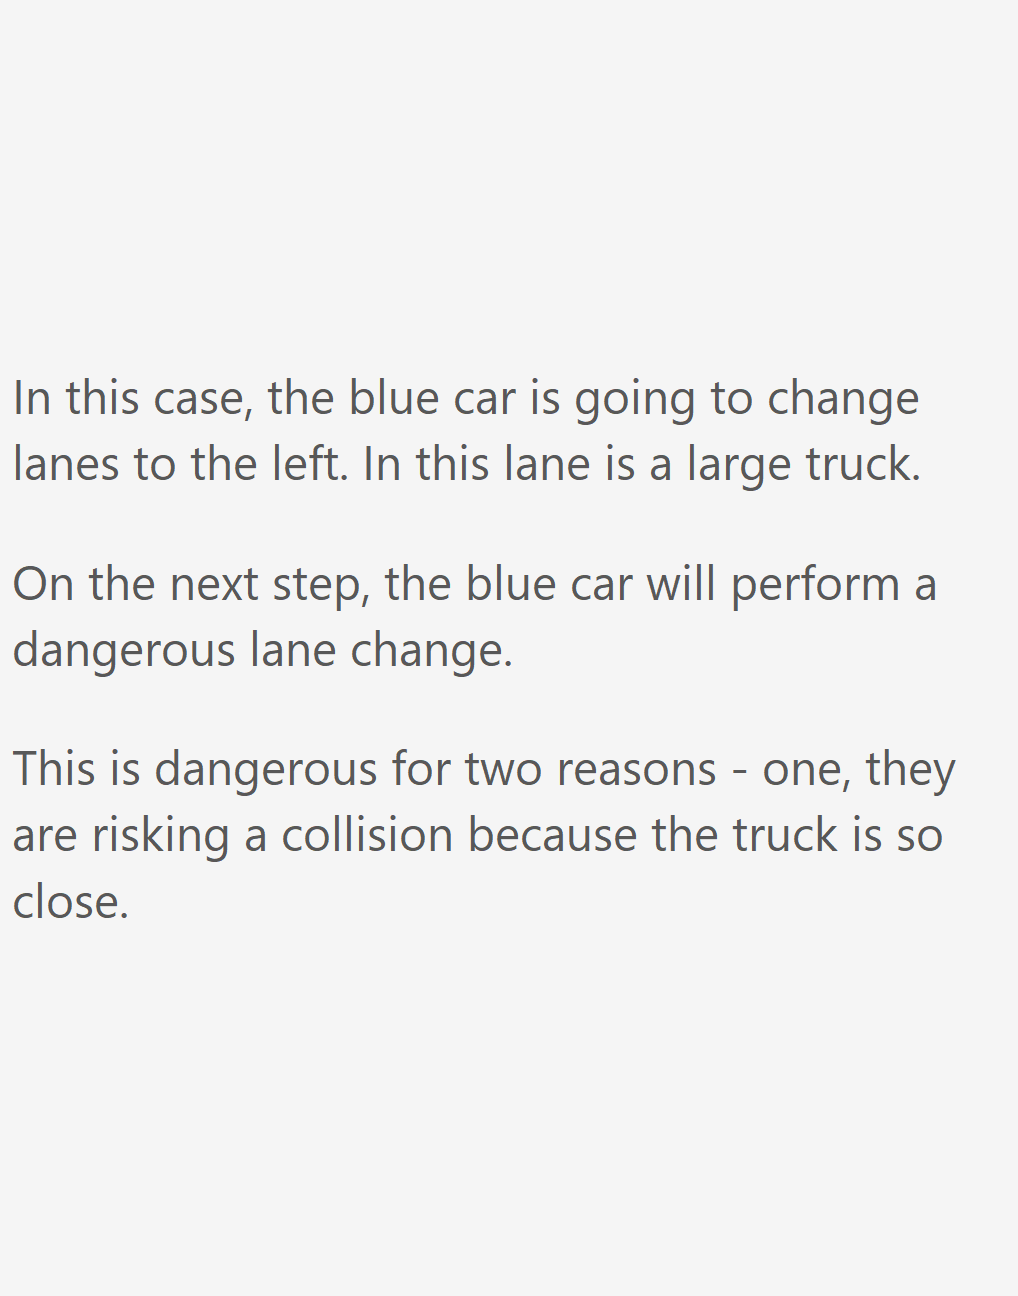 In this case, the blue car is going to change
lanes to the left. In this lane is a large truck.
On the next step, the blue car will perform a
dangerous lane change.
This is dangerous for two reasons - one, they
are risking a collision because the truck is so
close.